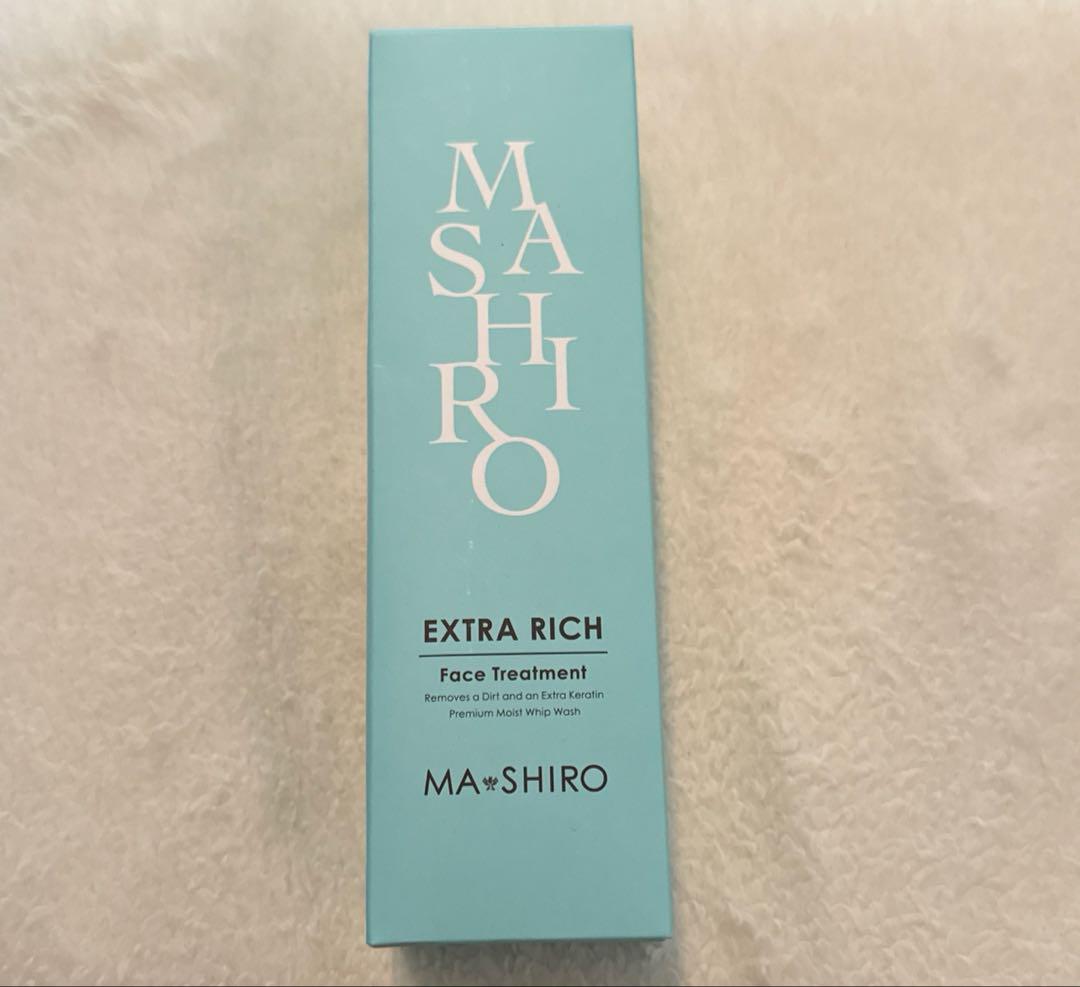 MASHIRO
EXTRA RICH
Face Treatment
Removes a Dirt and an Extra Keratin
Premium Moist Whip Wash
MA SHIRO